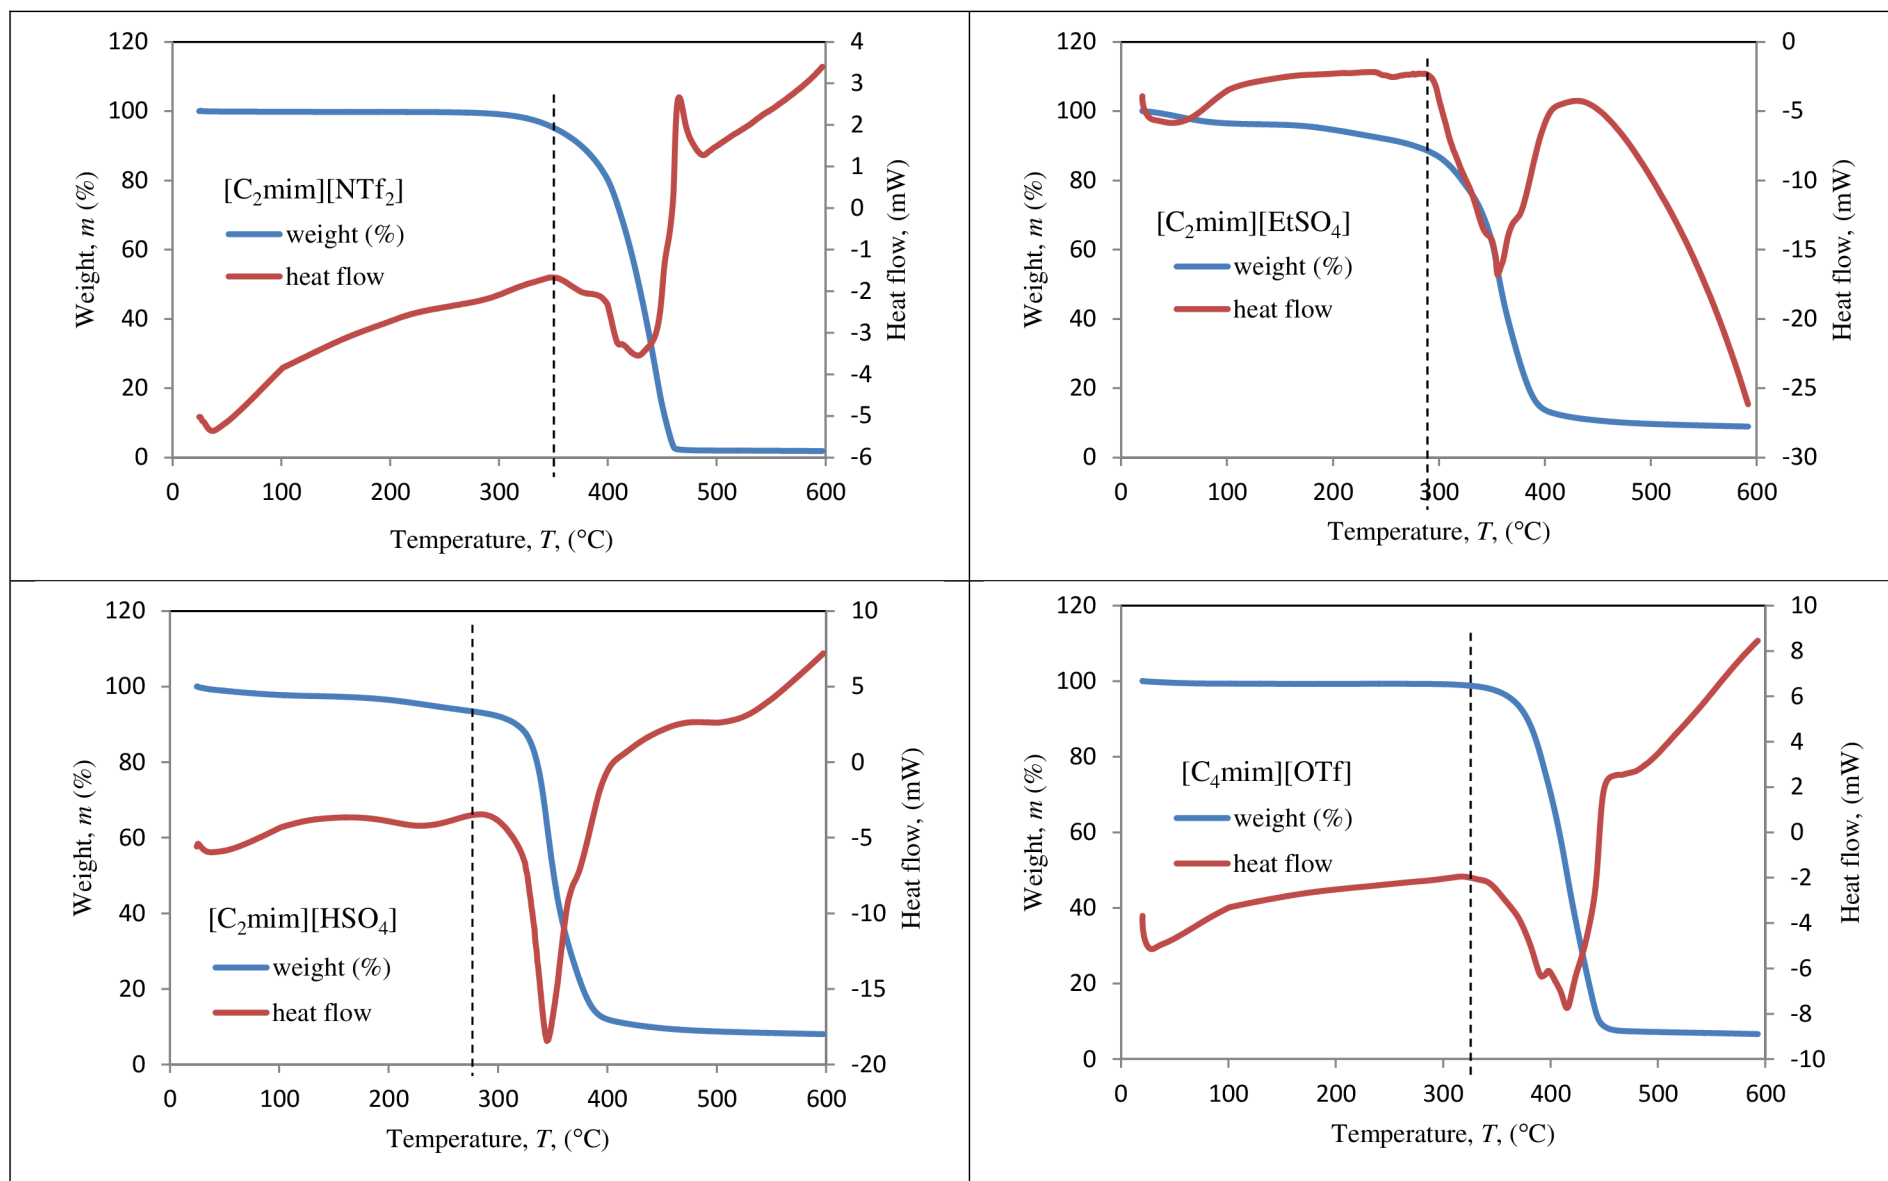 [C₂mim][NTf₂]
weight (%)
heat flow
120
100
80
60
40
20
0
Weight, m (%)
4
3
2
1
0
-1
-2
-3
-4
-5
-6
Heat flow, (mW)
0 100 200 300 400 500 600
Temperature, T, (°C)
[C₂mim][EtSO₄]
weight (%)
heat flow
120
100
80
60
40
20
0
Weight, m (%)
0
-5
-10
-15
-20
-25
-30
Heat flow, (mW)
0 100 200 300 400 500 600
Temperature, T, (°C)
[C₂mim][HSO₄]
weight (%)
heat flow
120
100
80
60
40
20
0
Weight, m (%)
10
5
0
-5
-10
-15
-20
Heat flow, (mW)
0 100 200 300 400 500 600
Temperature, T, (°C)
[C₄mim][OTf]
weight (%)
heat flow
120
100
80
60
40
20
0
Weight, m (%)
10
8
6
4
2
0
-2
-4
-6
-8
-10
Heat flow, (mW)
0 100 200 300 400 500 600
Temperature, T, (°C)